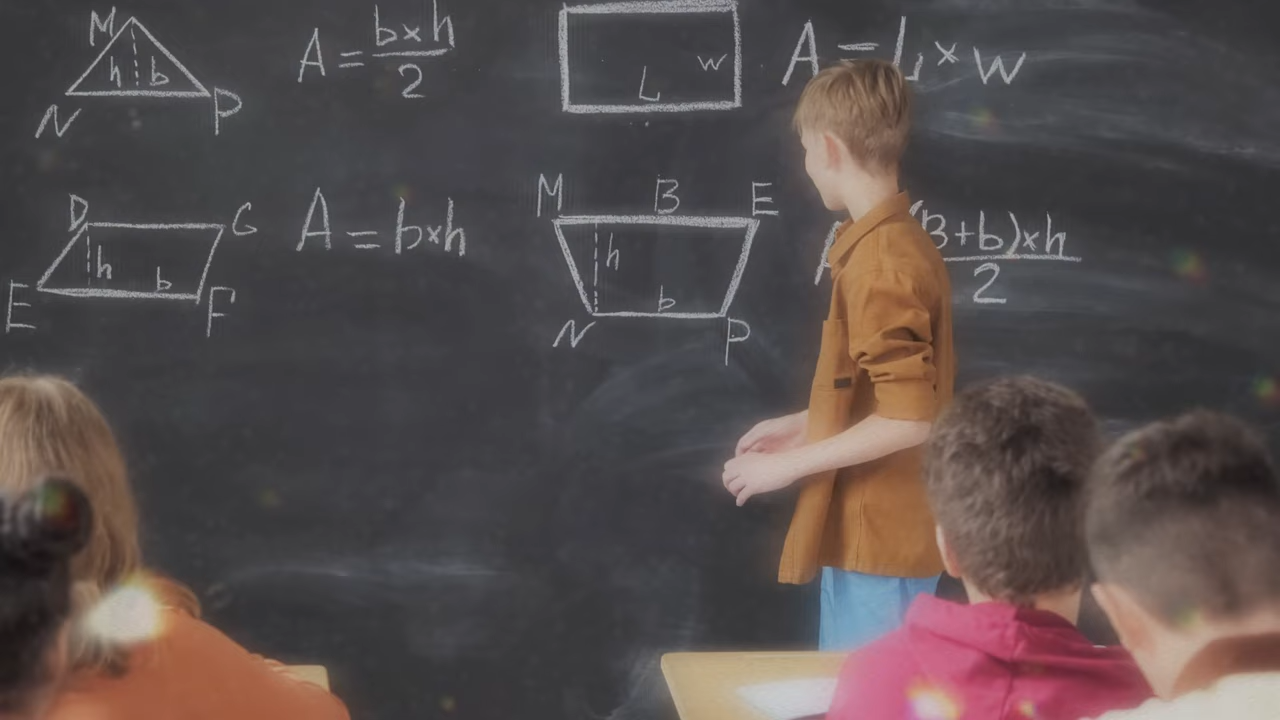 M
h b
N P
A = b×h
2
L w
A = L × w
D G
h b
E F
A = b×h
M B E
h
b
N P
(B+b)×h
2